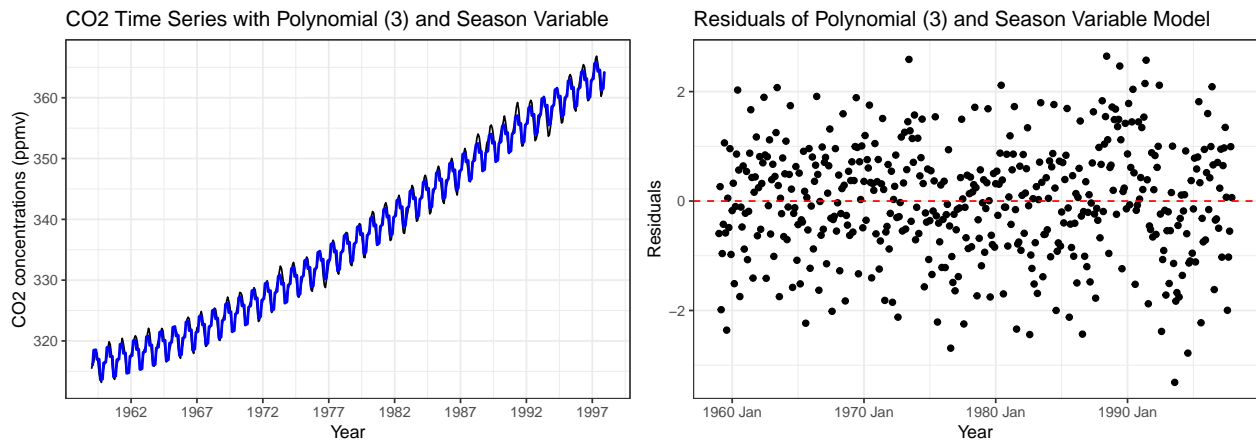 CO2 Time Series with Polynomial (3) and Season Variable
CO2 concentrations (ppmv)
360
350
340
330
320
1962 1967 1972 1977 1982 1987 1992 1997
Year
Residuals of Polynomial (3) and Season Variable Model
Residuals
2
0
−2
1960 Jan 1970 Jan 1980 Jan 1990 Jan
Year